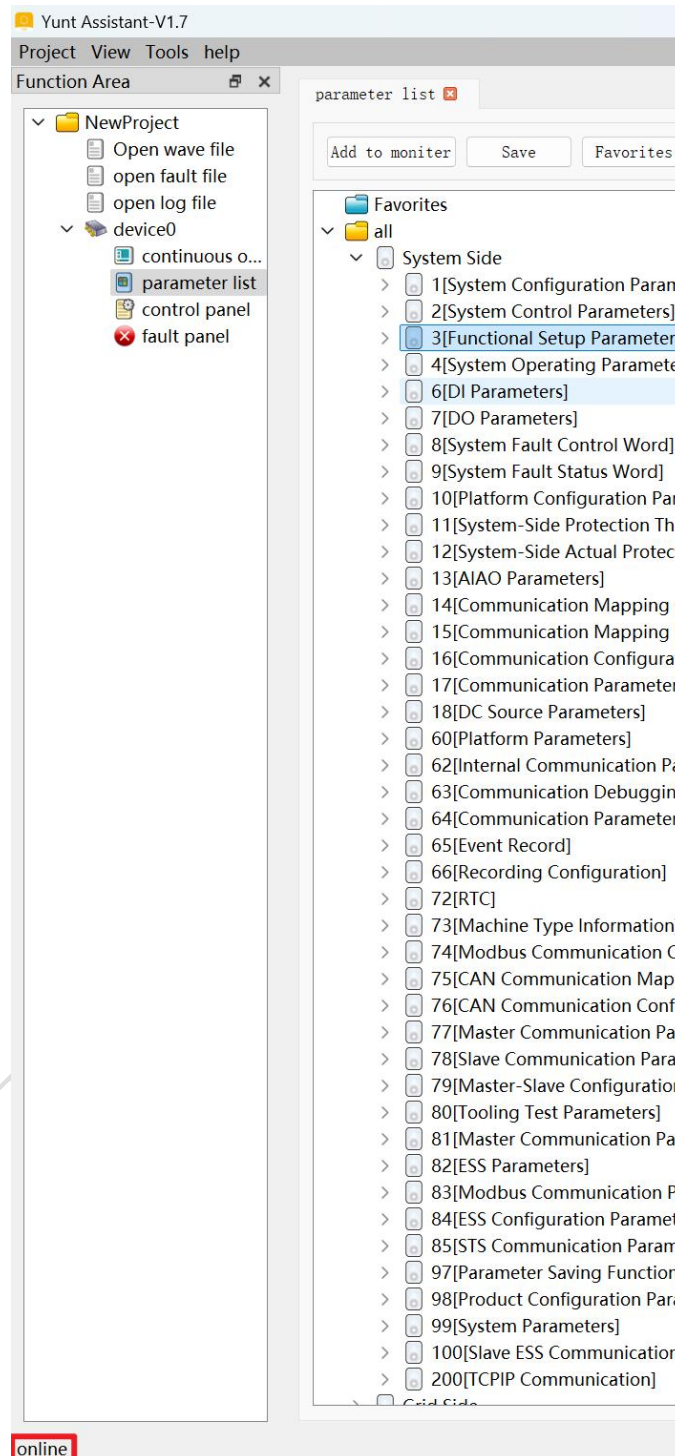 Yunt Assistant-V1.7
Project View Tools help
Function Area
NewProject
Open wave file
open fault file
open log file
device0
continuous o...
parameter list
control panel
fault panel
parameter list
Add to moniter Save Favorites
Favorites
all
System Side
1[System Configuration Param
2[System Control Parameters]
3[Functional Setup Parameter
4[System Operating Paramete
6[DI Parameters]
7[DO Parameters]
8[System Fault Control Word]
9[System Fault Status Word]
10[Platform Configuration Par
11[System-Side Protection Th
12[System-Side Actual Protec
13[AIAO Parameters]
14[Communication Mapping
15[Communication Mapping
16[Communication Configura
17[Communication Parameter
18[DC Source Parameters]
60[Platform Parameters]
62[Internal Communication Pa
63[Communication Debuggin
64[Communication Parameter
65[Event Record]
66[Recording Configuration]
72[RTC]
73[Machine Type Information
74[Modbus Communication C
75[CAN Communication Map
76[CAN Communication Conf
77[Master Communication Pa
78[Slave Communication Para
79[Master-Slave Configuration
80[Tooling Test Parameters]
81[Master Communication Pa
82[ESS Parameters]
83[Modbus Communication P
84[ESS Configuration Paramet
85[STS Communication Param
97[Parameter Saving Function
98[Product Configuration Para
99[System Parameters]
100[Slave ESS Communication
200[TCPIP Communication]
Grid Side
online